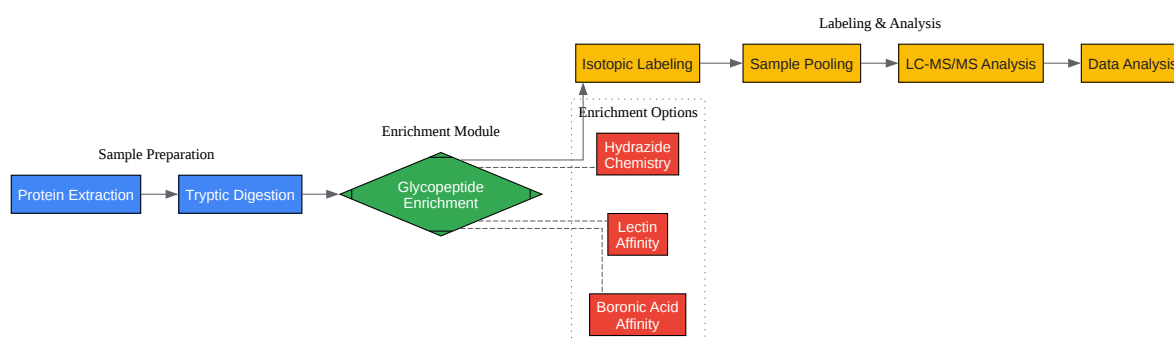 Labeling & Analysis
Isotopic Labeling
Sample Pooling
LC-MS/MS Analysis
Data Analysis
Enrichment Options
Enrichment Module
Hydrazide
Chemistry
Sample Preparation
Protein Extraction
Tryptic Digestion
Glycopeptide
Enrichment
Lectin
Affinity
Boronic Acid
Affinity